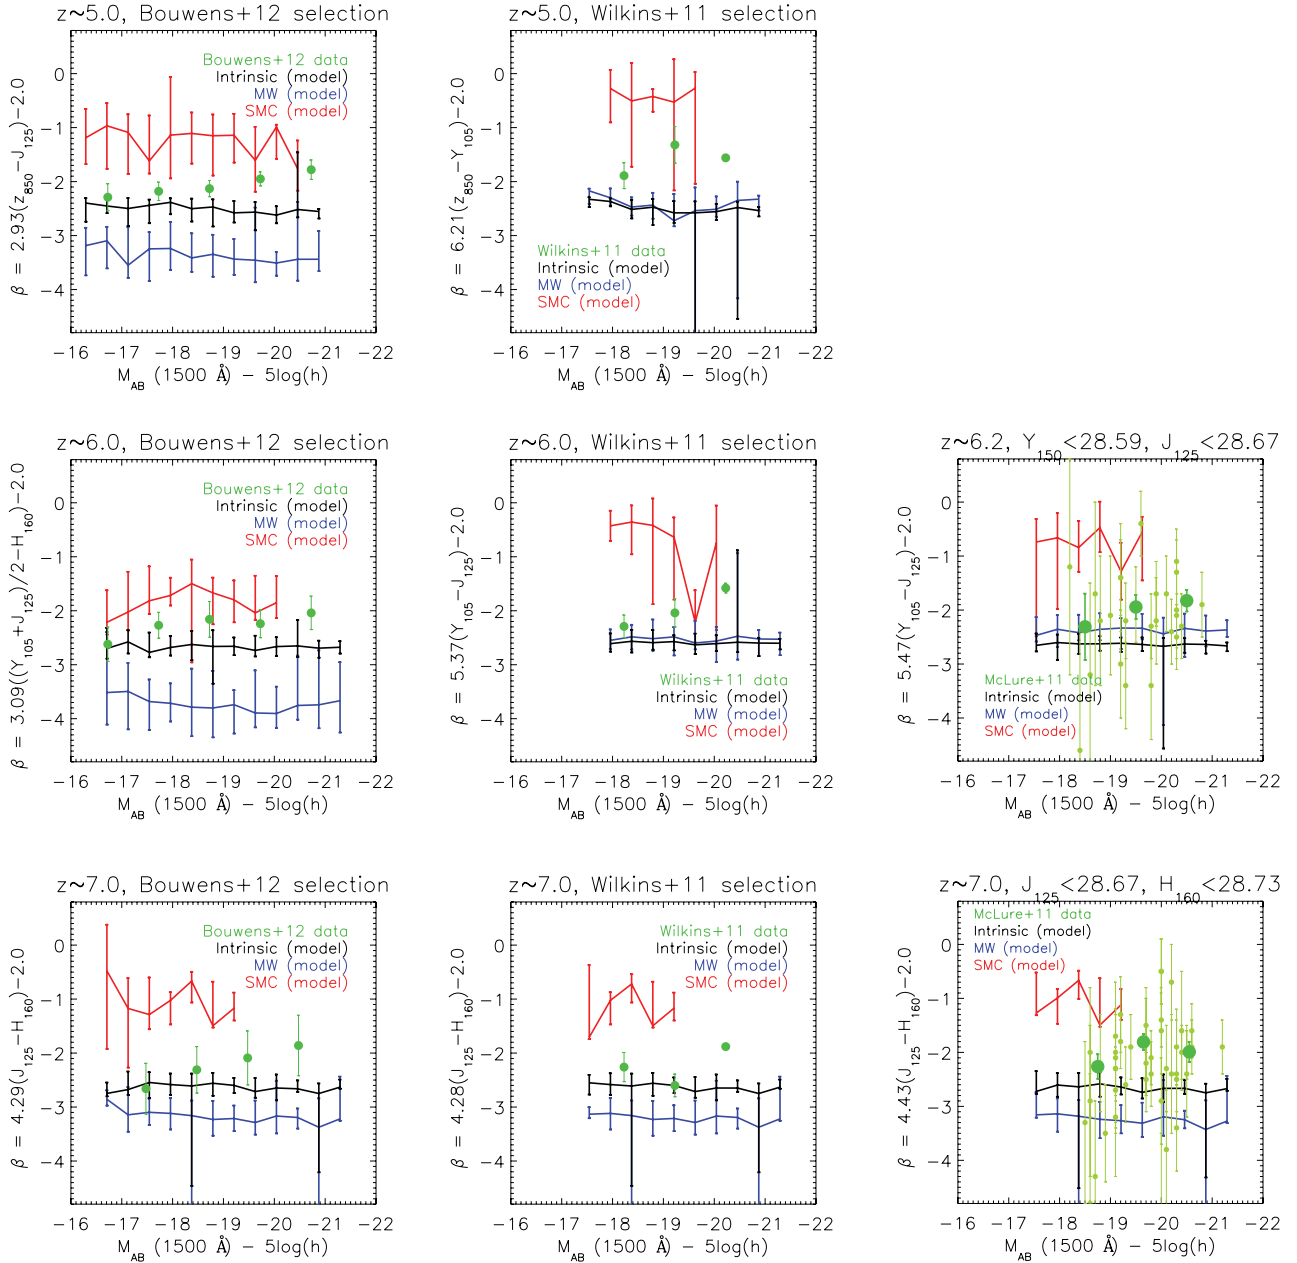 z~5.0, Bouwens+12 selection
β = 2.93(z850−J125)−2.0
0
−1
−2
−3
−4
Bouwens+12 data
Intrinsic (model)
MW (model)
SMC (model)
−16 −17 −18 −19 −20 −21 −22
MAB (1500 Å) − 5log(h)
z~5.0, Wilkins+11 selection
β = 6.21(z850−Y105)−2.0
0
−1
−2
−3
−4
Wilkins+11 data
Intrinsic (model)
MW (model)
SMC (model)
−16 −17 −18 −19 −20 −21 −22
MAB (1500 Å) − 5log(h)
z~6.0, Bouwens+12 selection
β = 3.09((Y105+J125)/2−H160)−2.0
0
−1
−2
−3
−4
Bouwens+12 data
Intrinsic (model)
MW (model)
SMC (model)
−16 −17 −18 −19 −20 −21 −22
MAB (1500 Å) − 5log(h)
z~6.0, Wilkins+11 selection
β = 5.37(Y105−J125)−2.0
0
−1
−2
−3
−4
Wilkins+11 data
Intrinsic (model)
MW (model)
SMC (model)
−16 −17 −18 −19 −20 −21 −22
MAB (1500 Å) − 5log(h)
z~6.2, Y150<28.59, J125<28.67
β = 5.47(Y105−J125)−2.0
0
−1
−2
−3
−4
McLure+11 data
Intrinsic (model)
MW (model)
SMC (model)
−16 −17 −18 −19 −20 −21 −22
MAB (1500 Å) − 5log(h)
z~7.0, Bouwens+12 selection
β = 4.29(J125−H160)−2.0
0
−1
−2
−3
−4
Bouwens+12 data
Intrinsic (model)
MW (model)
SMC (model)
−16 −17 −18 −19 −20 −21 −22
MAB (1500 Å) − 5log(h)
z~7.0, Wilkins+11 selection
β = 4.28(J125−H160)−2.0
0
−1
−2
−3
−4
Wilkins+11 data
Intrinsic (model)
MW (model)
SMC (model)
−16 −17 −18 −19 −20 −21 −22
MAB (1500 Å) − 5log(h)
z~7.0, J125<28.67, H160<28.73
β = 4.43(J125−H160)−2.0
0
−1
−2
−3
−4
McLure+11 data
Intrinsic (model)
MW (model)
SMC (model)
−16 −17 −18 −19 −20 −21 −22
MAB (1500 Å) − 5log(h)